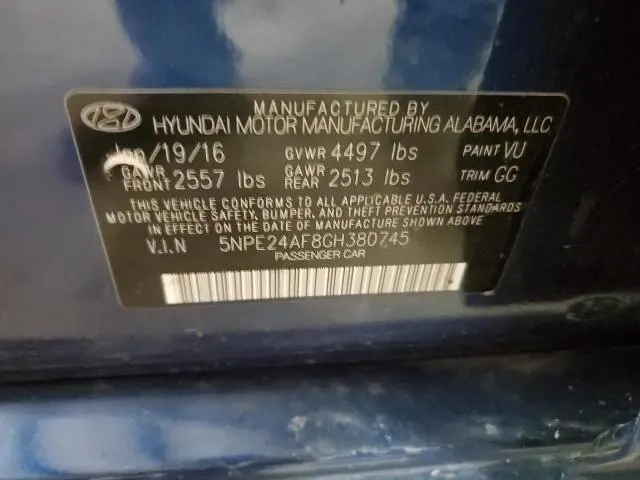 MANUFACTURED BY
HYUNDAI MOTOR MANUFACTURING ALABAMA, LLC
Jan/19/16 GVWR 4497 lbs PAINT VU
GAWR FRONT 2557 lbs GAWR REAR 2513 lbs TRIM GG
THIS VEHICLE CONFORMS TO ALL APPLICABLE U.S.A. FEDERAL
MOTOR VEHICLE SAFETY, BUMPER, AND THEFT PREVENTION STANDARDS
IN EFFECT ON THE DATE OF MANUFACTURE SHOWN ABOVE
V.I.N 5NPE24AF8GH380745
PASSENGER CAR